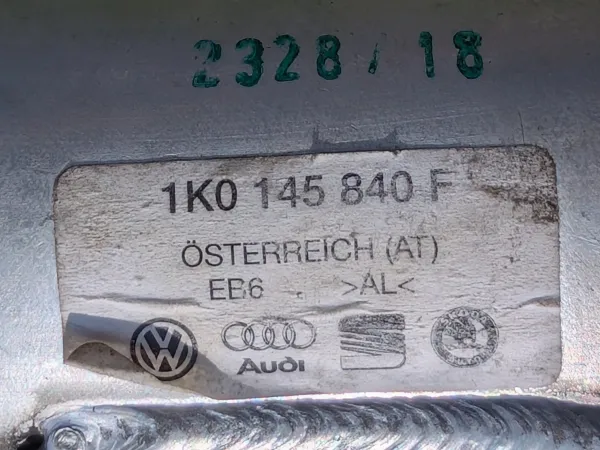 2328/18
1K0 145 840 F
ÖSTERREICH (AT)
EB6 >AL<
Audi